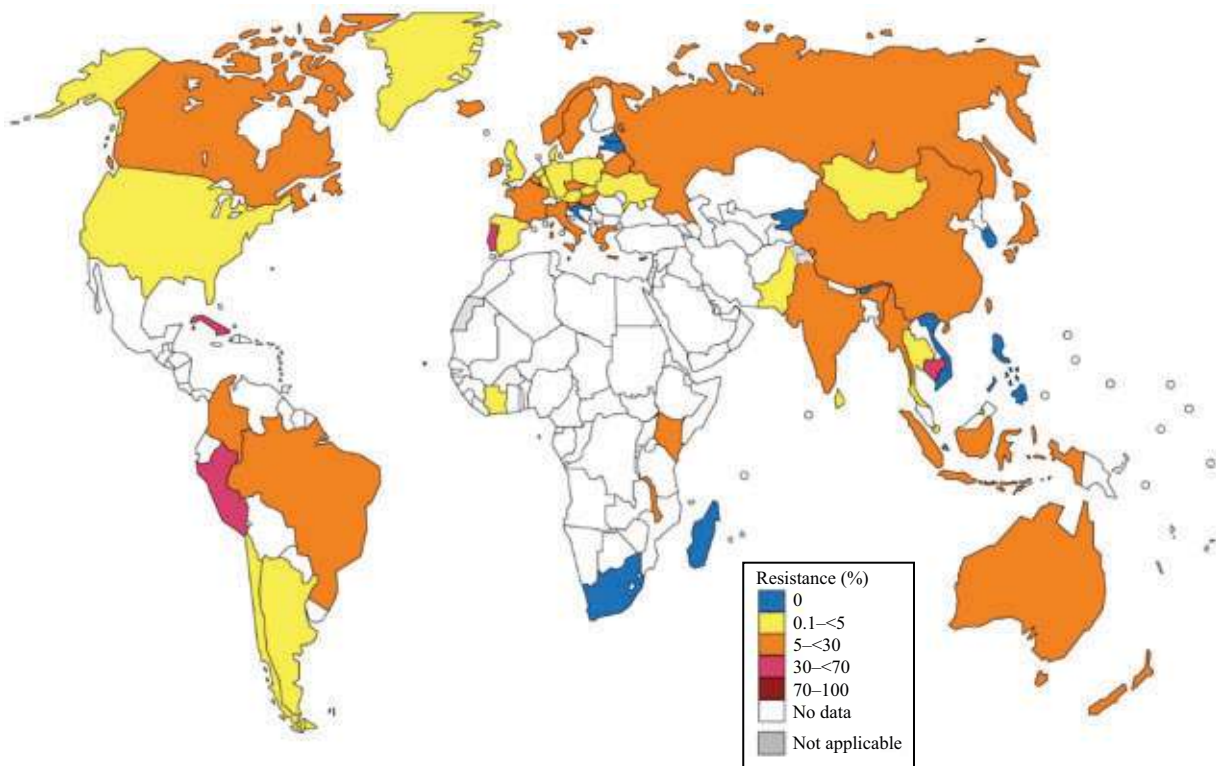 Resistance (%)
0
0.1–<5
5–<30
30–<70
70–100
No data
Not applicable